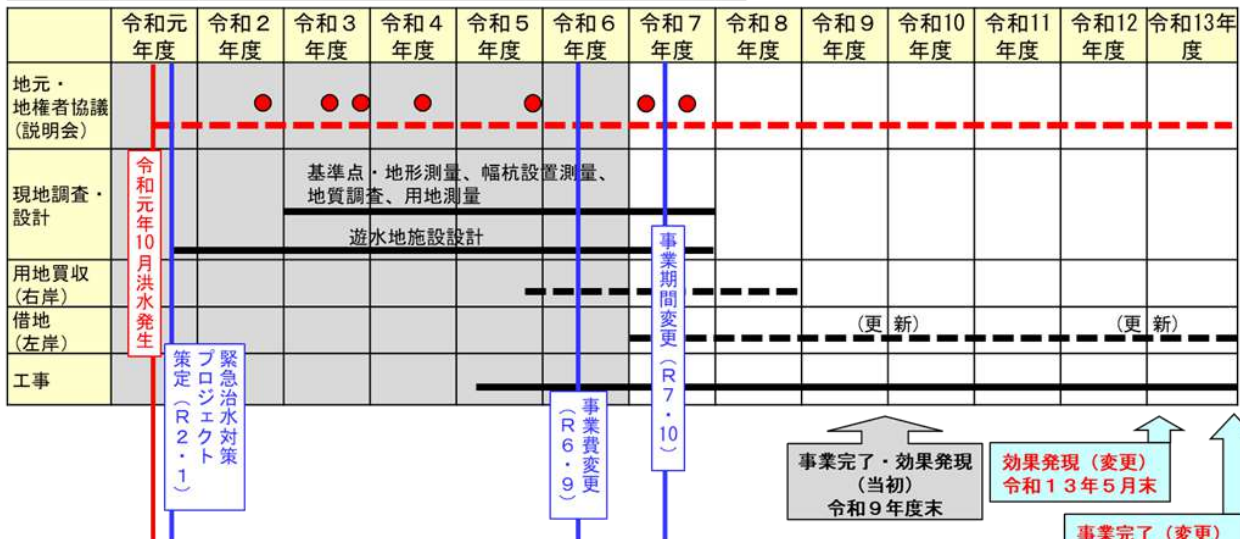 令和元
年度
令和２
年度
令和３
年度
令和４
年度
令和５
年度
令和６
年度
令和７
年度
令和８
年度
令和９
年度
令和10
年度
令和11
年度
令和12
年度
令和13年
度
地元・
地権者協議
(説明会)
現地調査・
設計
基準点・地形測量、幅杭設置測量、
地質調査、用地測量
遊水地施設設計
用地買収
(右岸)
借地
(左岸)
(更 新)
(更 新)
工事
令和元年10月洪水発生
緊急治水対策
プロジェクト
策定（Ｒ２・１）
事業費変更
（Ｒ６・９）
事業期間変更（Ｒ７・10）
事業完了・効果発現
(当初)
令和９年度末
効果発現（変更）
令和１３年５月末
事業完了（変更）